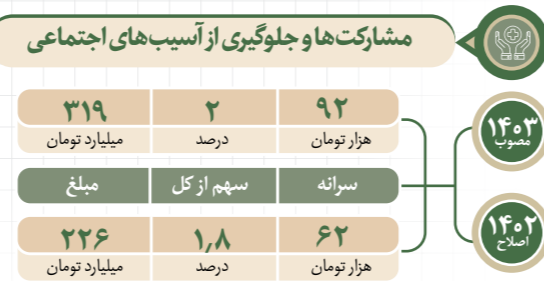 مشارکت‌ها و جلوگیری از آسیب‌های اجتماعی
۱۴۰۳
مصوب
۹۲ ۲ ۳۱۹
هزار تومان درصد میلیارد تومان
سرانه سهم از کل مبلغ
۱۴۰۲
اصلاح
۶۲ ۱٫۸ ۲۲۶
هزار تومان درصد میلیارد تومان